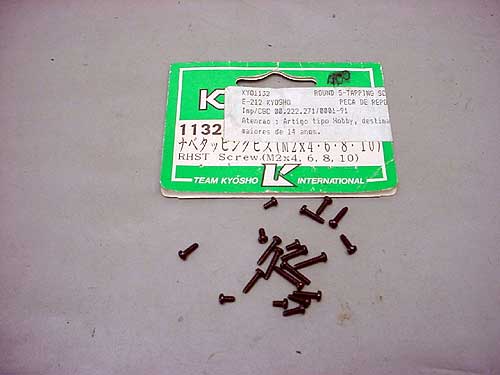 K
KYO1132 ROUND S-TAPPING SC
E-212 KYOSHO PECA DE REPO
Imp/CGC 00.222.271/0001-91
Atencao : Artigo tipo Hobby, destina
maiores de 14 anos.
1132
ナベタッピングビス(M2x4・6・8・10)
RHST Screw.(M2x4, 6, 8, 10)
K
TEAM KYOSHO INTERNATIONAL